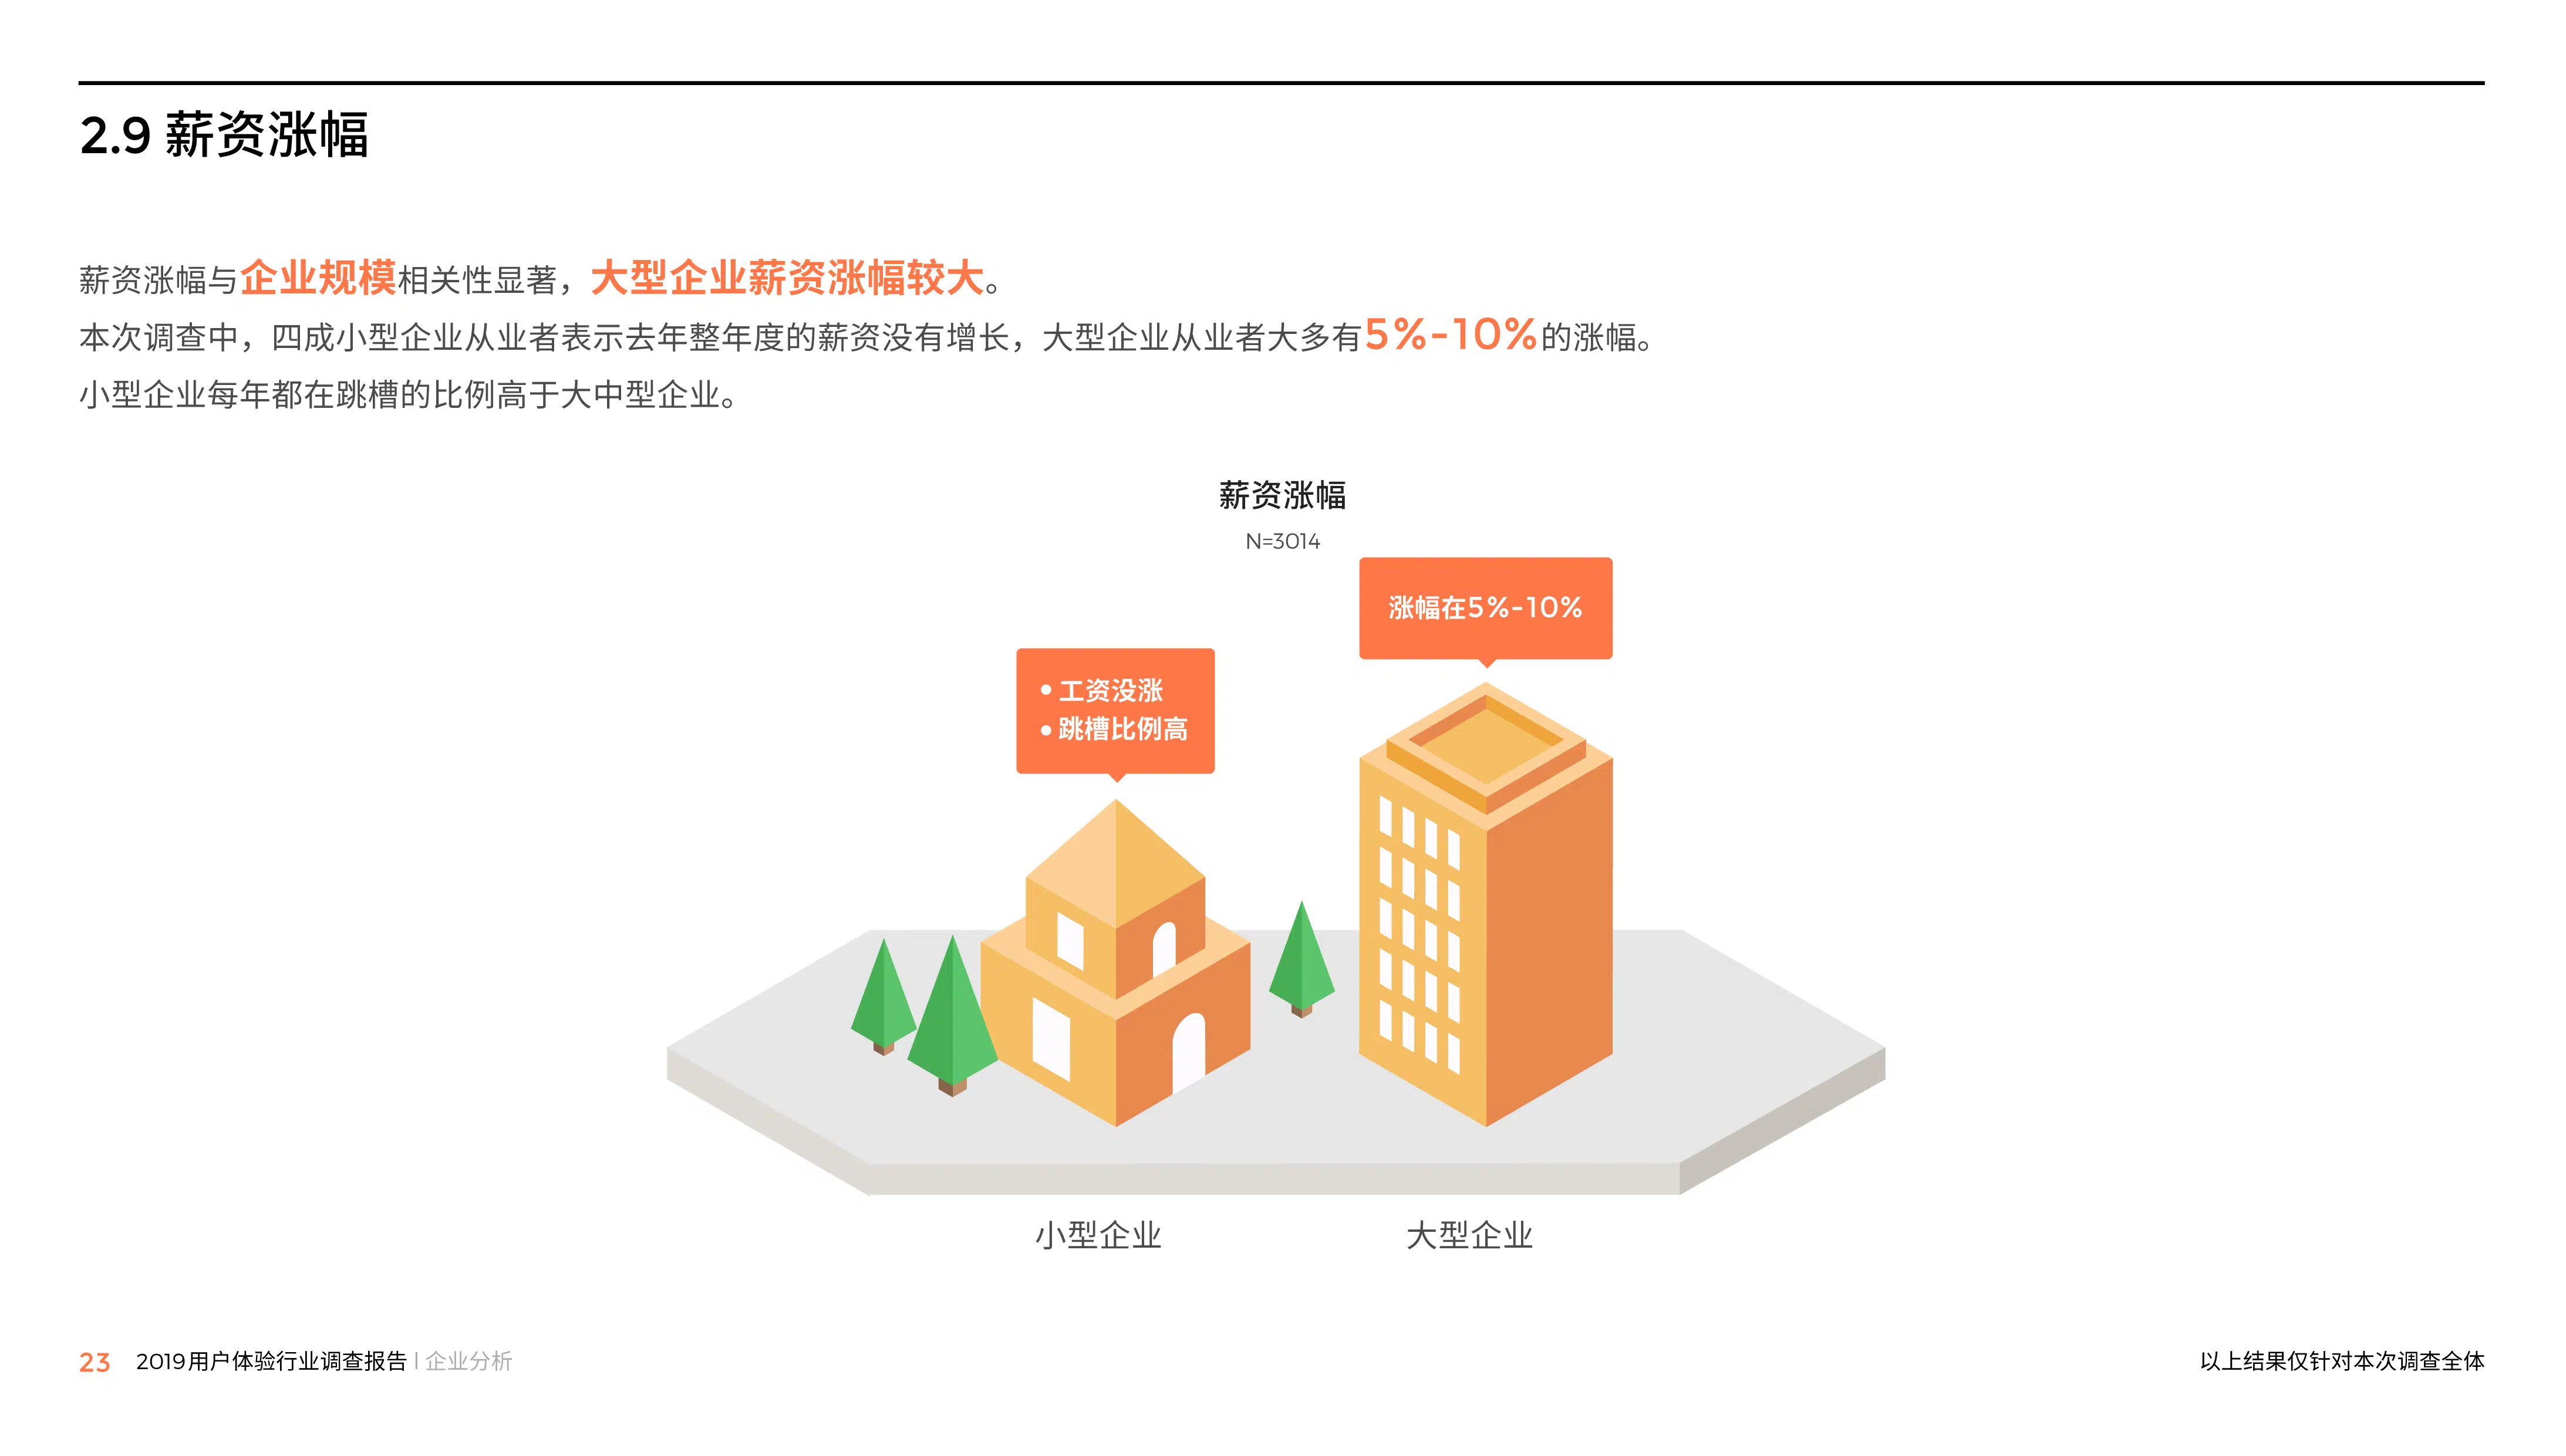 2.9 薪资涨幅
薪资涨幅与企业规模相关性显著，大型企业薪资涨幅较大。
本次调查中，四成小型企业从业者表示去年整年度的薪资没有增长，大型企业从业者大多有5%-10%的涨幅。
小型企业每年都在跳槽的比例高于大中型企业。
薪资涨幅
N=3014
涨幅在5%-10%
• 工资没涨
• 跳槽比例高
小型企业
大型企业
23 2019用户体验行业调查报告 | 企业分析
以上结果仅针对本次调查全体